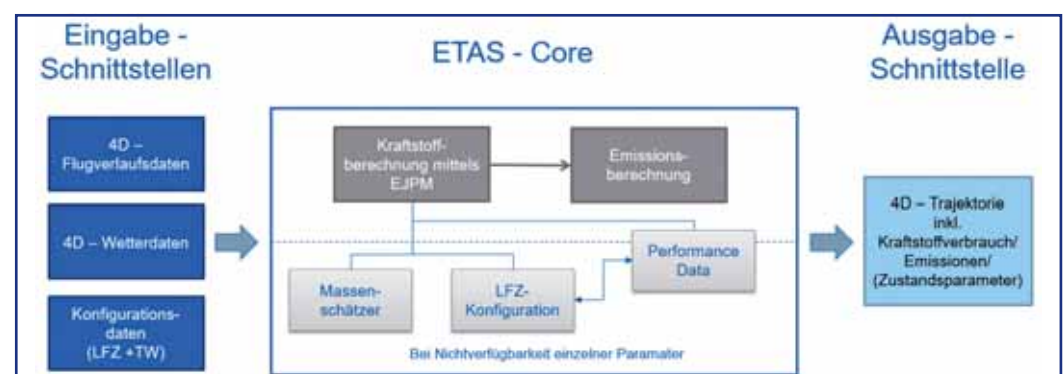 Eingabe -
Schnittstellen
4D –
Flugverlaufsdaten
4D – Wetterdaten
Konfigurations-
daten
(LFZ +TW)
ETAS - Core
Kraftstoff-
berechnung mittels
EJPM
Emissions-
berechnung
Performance
Data
Massen-
schätzer
LFZ-
Konfiguration
Bei Nichtverfügbarkeit einzelner Paramater
Ausgabe -
Schnittstelle
4D – Trajektorie
inkl.
Kraftstoffverbrauch/
Emissionen/
(Zustandsparameter)